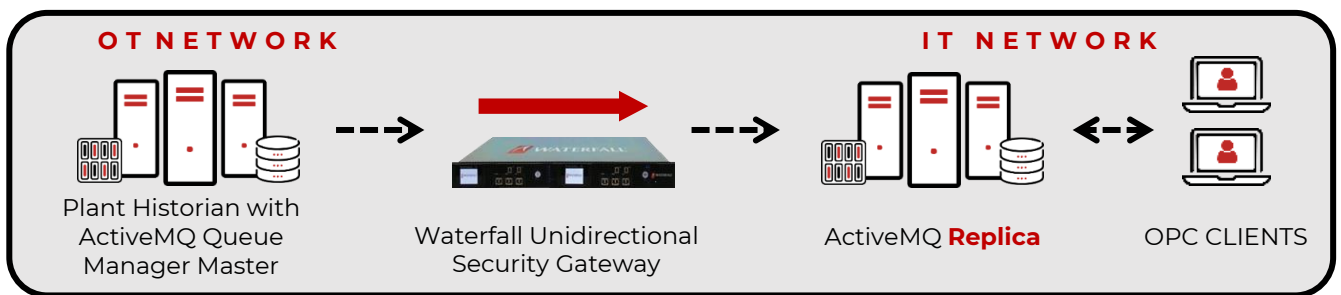 OT NETWORK
IT NETWORK
WATERFALL
Plant Historian with
ActiveMQ Queue
Manager Master
Waterfall Unidirectional
Security Gateway
ActiveMQ Replica
OPC CLIENTS